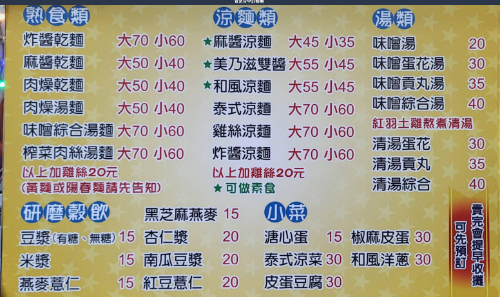 熟食類
炸醬乾麵 大70 小60
麻醬乾麵 大50 小40
肉燥乾麵 大50 小40
肉燥湯麵 大50 小40
味噌綜合湯麵 大70 小60
榨菜肉絲湯麵 大70 小60
以上加雞絲20元
(黃麵或陽春麵請先告知)
涼麵類
★麻醬涼麵 大45 小35
★美乃滋雙醬 大55 小45
★和風涼麵 大55 小45
泰式涼麵 大70 小60
雞絲涼麵 大70 小60
炸醬涼麵 大70 小60
以上加雞絲20元
★可做素食
湯類
味噌湯 20
味噌蛋花湯 30
味噌貢丸湯 35
味噌綜合湯 40
紅羽土雞熬煮清湯
清湯蛋花 30
清湯貢丸 35
清湯綜合 40
研磨穀飲
黑芝麻燕麥 15
豆漿(有糖、無糖) 15 杏仁漿 20
米漿 15 南瓜豆漿 20
燕麥薏仁 15 紅豆薏仁 20
小菜
溏心蛋 15 椒麻皮蛋 30
泰式涼菜 30 和風洋蔥 30
皮蛋豆腐 30
賣完會提早收攤
可先預訂